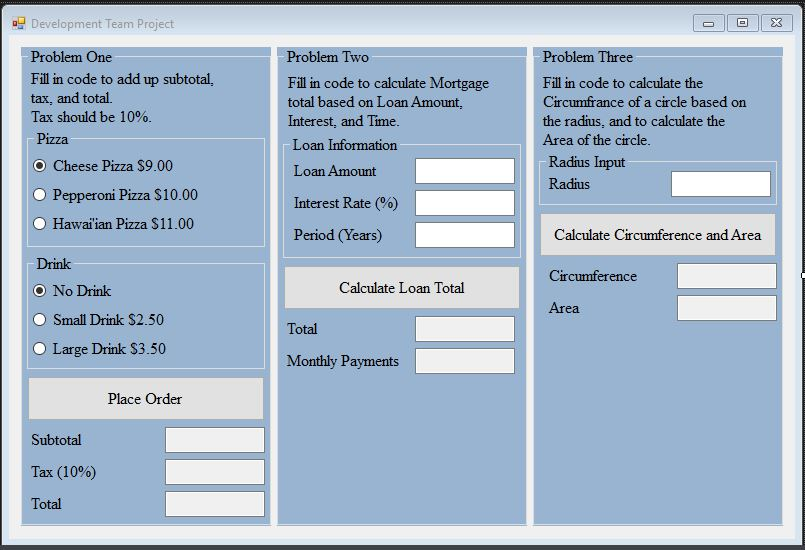 Development Team Project
Problem One
Fill in code to add up subtotal,
tax, and total.
Tax should be 10%.
Pizza
Cheese Pizza $9.00
Pepperoni Pizza $10.00
Hawai'ian Pizza $11.00
Drink
No Drink
Small Drink $2.50
Large Drink $3.50
Place Order
Subtotal
Tax (10%)
Total
Problem Two
Fill in code to calculate Mortgage
total based on Loan Amount,
Interest, and Time.
Loan Information
Loan Amount
Interest Rate (%)
Period (Years)
Calculate Loan Total
Total
Monthly Payments
Problem Three
Fill in code to calculate the
Circumfrance of a circle based on
the radius, and to calculate the
Area of the circle.
Radius Input
Radius
Calculate Circumference and Area
Circumference
Area